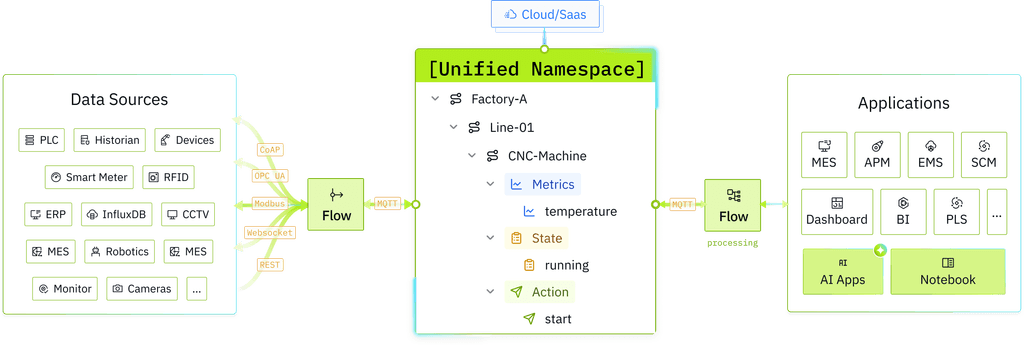 Cloud/Saas
[Unified Namespace]
Factory-A
Line-01
CNC-Machine
Metrics
temperature
State
running
Action
start
Data Sources
PLC Historian Devices
Smart Meter RFID
ERP InfluxDB CCTV
MES Robotics MES
Monitor Cameras ...
CoAP
OPC UA
Modbus
Websocket
REST
Flow
MQTT
MQTT
Flow
processing
Applications
MES APM EMS SCM
Dashboard BI PLS ...
AI
AI Apps Notebook